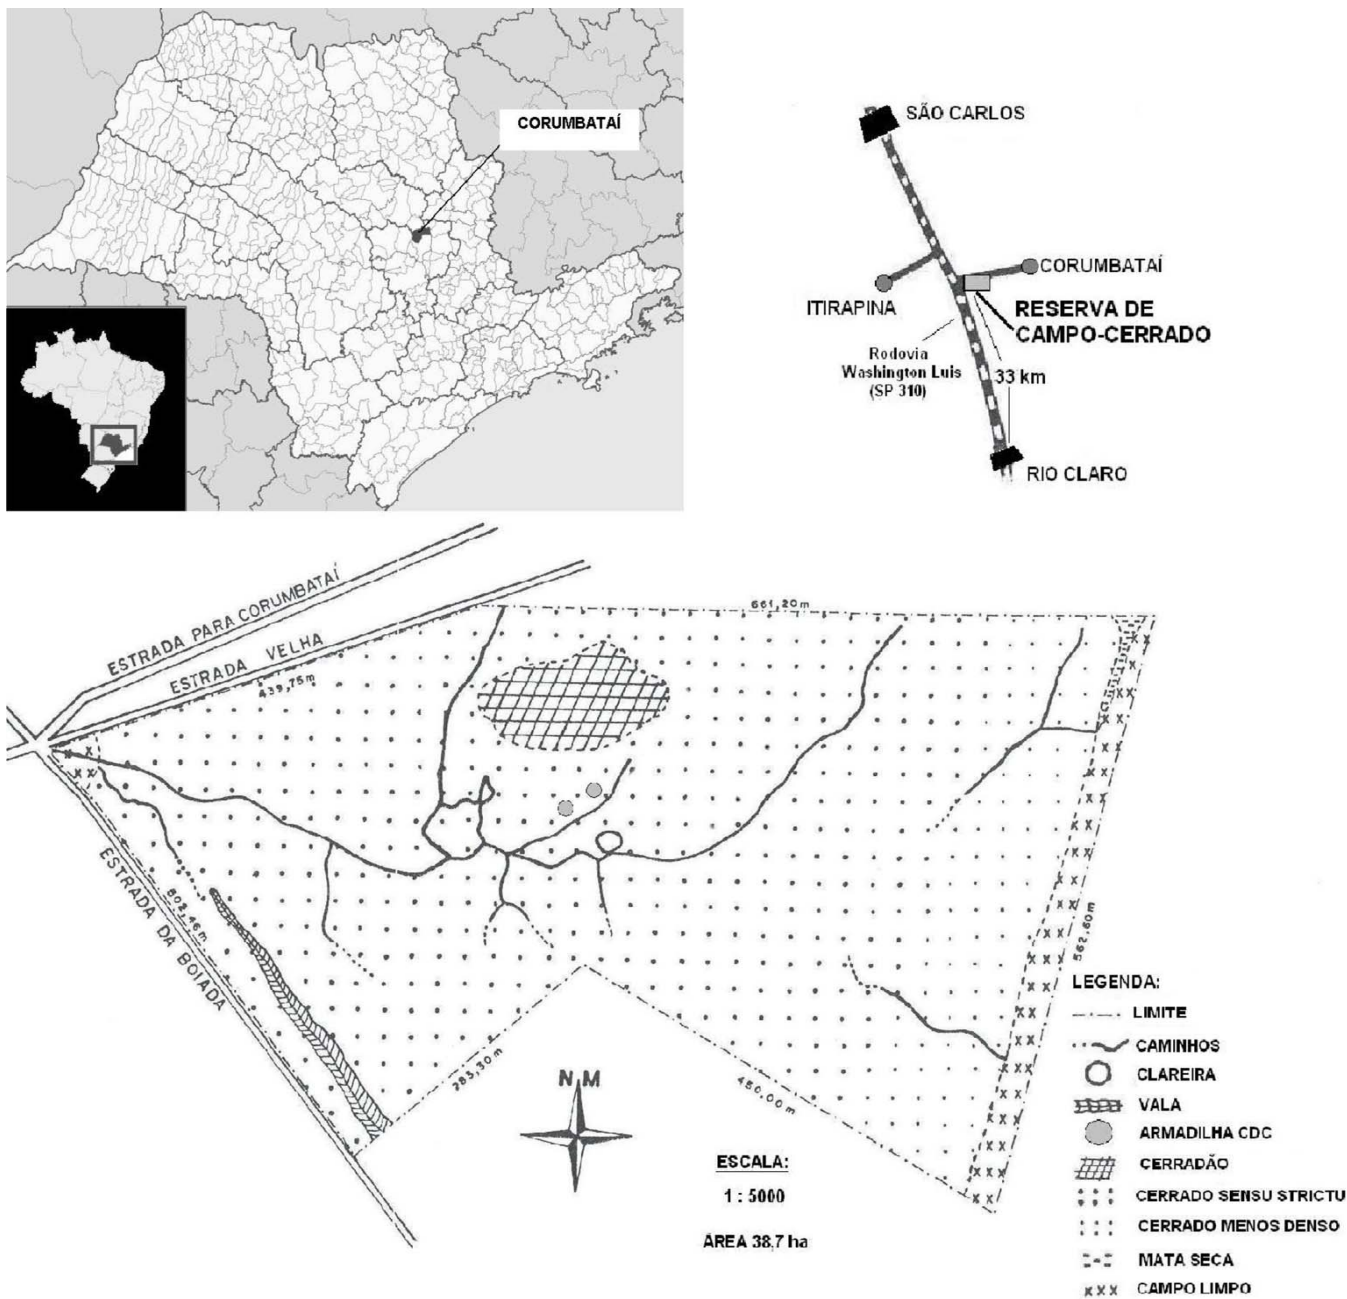 CORUMBATAÍ
SÃO CARLOS
CORUMBATAÍ
ITIRAPINA
RESERVA DE
CAMPO-CERRADO
Rodovia
Washington Luis
(SP 310)
33 km
RIO CLARO
ESTRADA PARA CORUMBATAÍ
ESTRADA VELHA
439,75m
661,20m
ESTRADA DA BOIADA
502,46m
562,60m
283,30m
450,00m
N M
ESCALA:
1 : 5000
ÁREA 38,7 ha
LEGENDA:
LIMITE
CAMINHOS
CLAREIRA
VALA
ARMADILHA CDC
CERRADÃO
CERRADO SENSU STRICTU
CERRADO MENOS DENSO
MATA SECA
CAMPO LIMPO